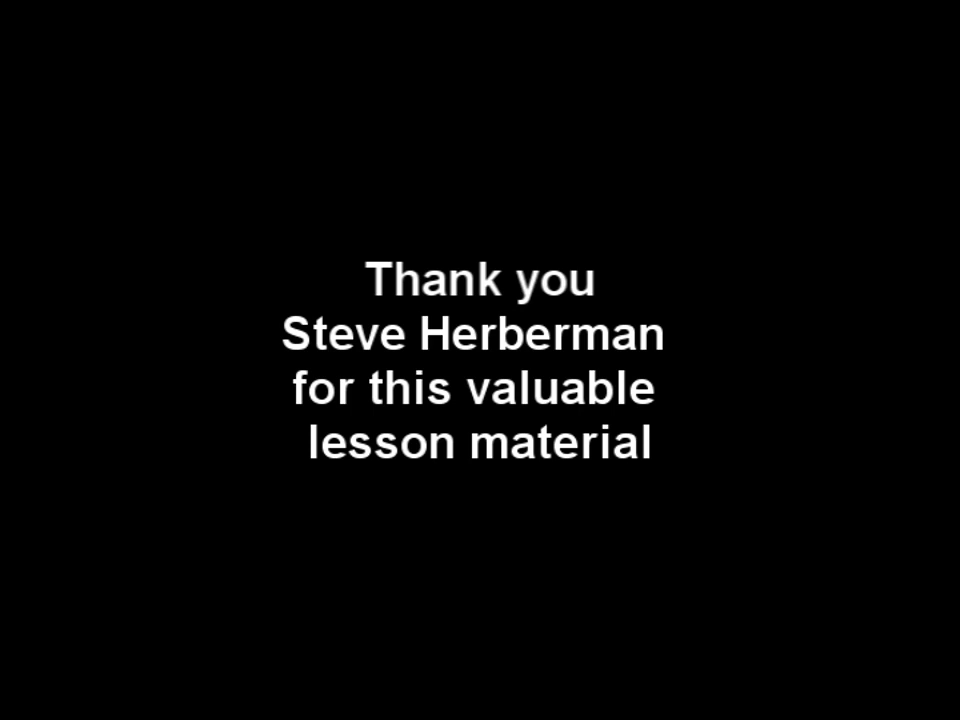 Thank you
Steve Herberman
for this valuable
lesson material